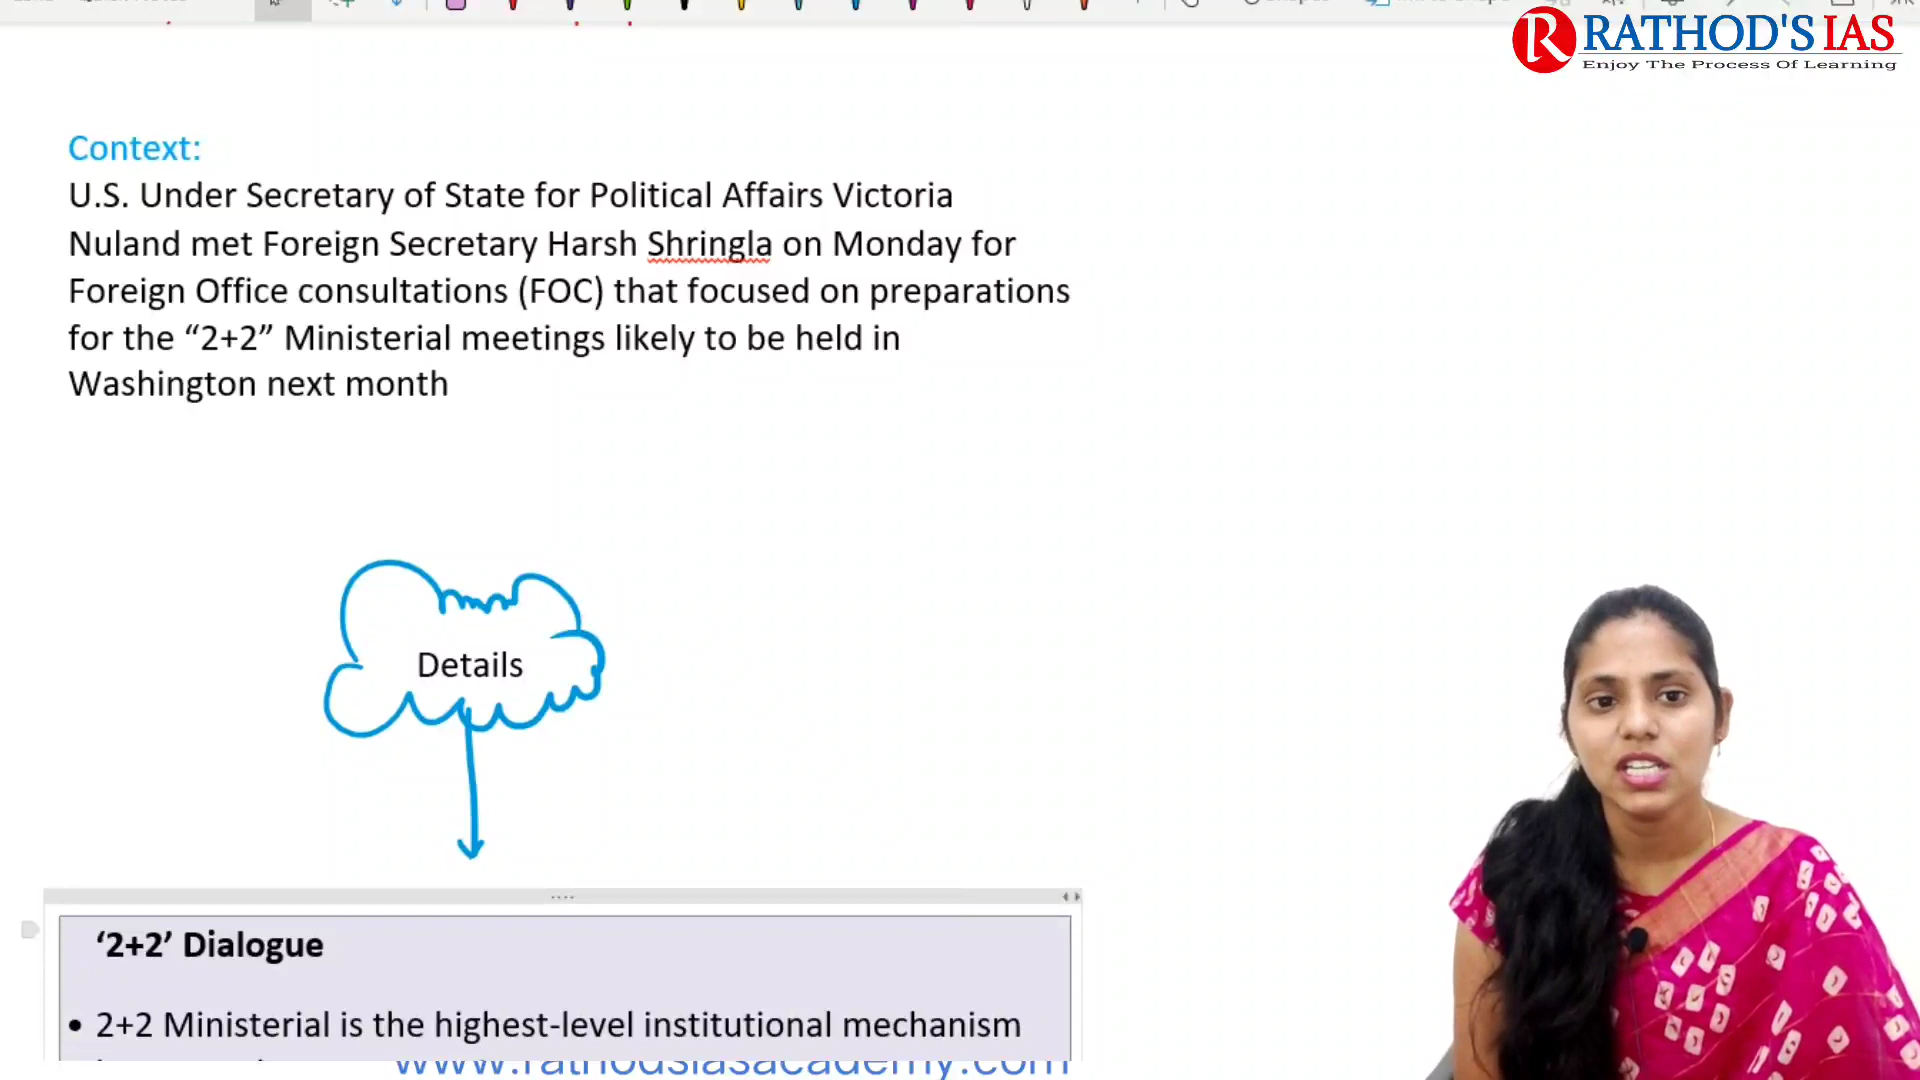 RATHOD'S IAS
Enjoy The Process Of Learning
Context:
U.S. Under Secretary of State for Political Affairs Victoria
Nuland met Foreign Secretary Harsh Shringla on Monday for
Foreign Office consultations (FOC) that focused on preparations
for the “2+2” Ministerial meetings likely to be held in
Washington next month
Details
‘2+2’ Dialogue
• 2+2 Ministerial is the highest-level institutional mechanism
www.rathodsiasacademy.com